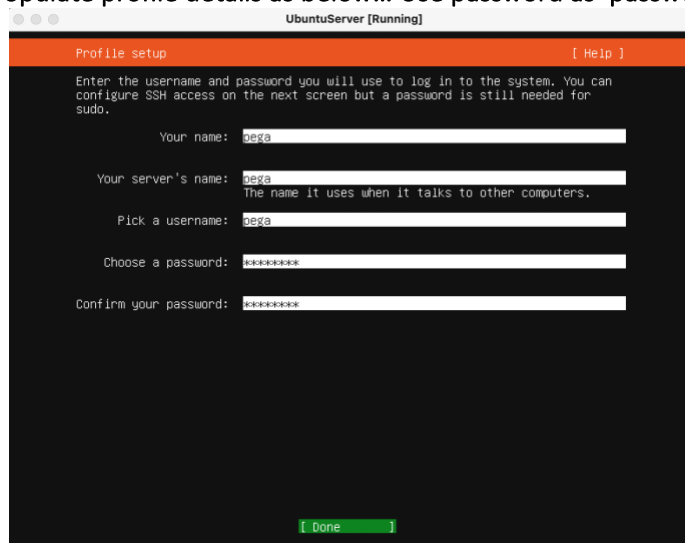 UbuntuServer [Running]
Profile setup [ Help ]
Enter the username and password you will use to log in to the system. You can
configure SSH access on the next screen but a password is still needed for
sudo.
Your name: pega
Your server's name: pega
The name it uses when it talks to other computers.
Pick a username: pega
Choose a password: ********
Confirm your password: ********
[ Done ]